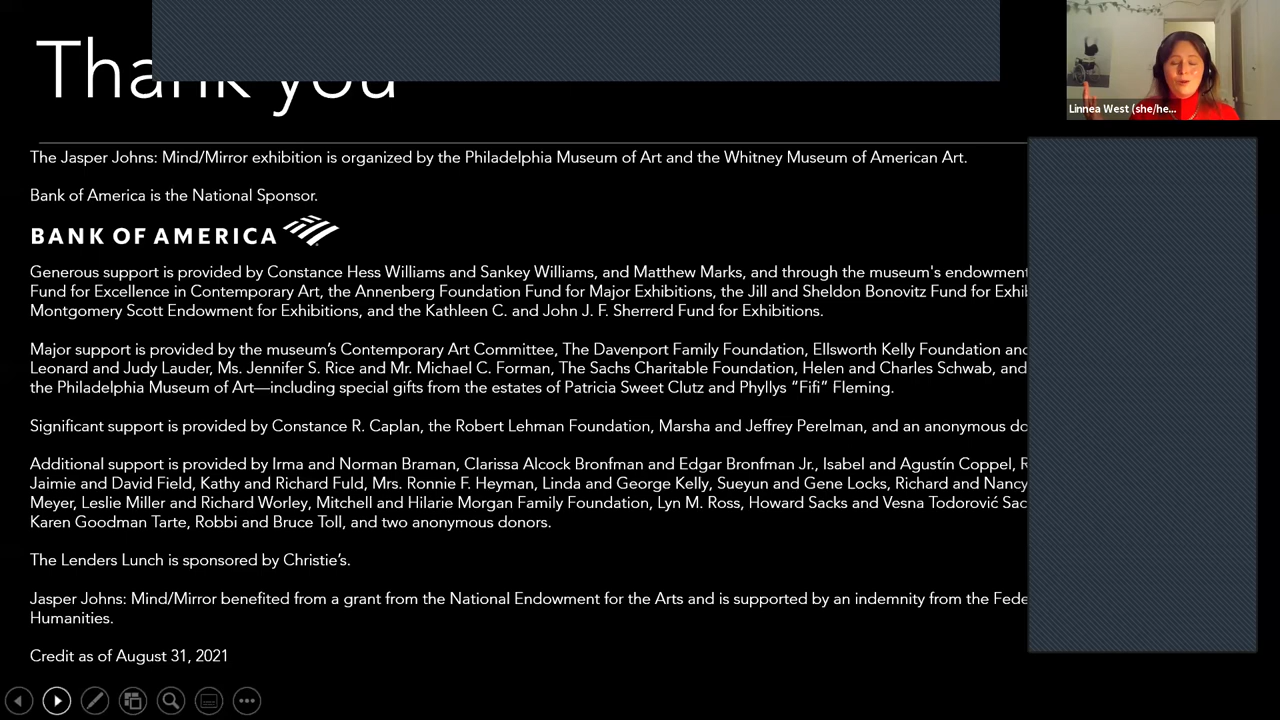 Thank you
Linnea West (she/he...
The Jasper Johns: Mind/Mirror exhibition is organized by the Philadelphia Museum of Art and the Whitney Museum of American Art.
Bank of America is the National Sponsor.
BANK OF AMERICA
Generous support is provided by Constance Hess Williams and Sankey Williams, and Matthew Marks, and through the museum's endowment
Fund for Excellence in Contemporary Art, the Annenberg Foundation Fund for Major Exhibitions, the Jill and Sheldon Bonovitz Fund for Exhib
Montgomery Scott Endowment for Exhibitions, and the Kathleen C. and John J. F. Sherrerd Fund for Exhibitions.
Major support is provided by the museum’s Contemporary Art Committee, The Davenport Family Foundation, Ellsworth Kelly Foundation and
Leonard and Judy Lauder, Ms. Jennifer S. Rice and Mr. Michael C. Forman, The Sachs Charitable Foundation, Helen and Charles Schwab, and
the Philadelphia Museum of Art—including special gifts from the estates of Patricia Sweet Clutz and Phyllys “Fifi” Fleming.
Significant support is provided by Constance R. Caplan, the Robert Lehman Foundation, Marsha and Jeffrey Perelman, and an anonymous do
Additional support is provided by Irma and Norman Braman, Clarissa Alcock Bronfman and Edgar Bronfman Jr., Isabel and Agustín Coppel, R
Jaimie and David Field, Kathy and Richard Fuld, Mrs. Ronnie F. Heyman, Linda and George Kelly, Sueyun and Gene Locks, Richard and Nancy
Meyer, Leslie Miller and Richard Worley, Mitchell and Hilarie Morgan Family Foundation, Lyn M. Ross, Howard Sacks and Vesna Todorović Sac
Karen Goodman Tarte, Robbi and Bruce Toll, and two anonymous donors.
The Lenders Lunch is sponsored by Christie’s.
Jasper Johns: Mind/Mirror benefited from a grant from the National Endowment for the Arts and is supported by an indemnity from the Fede
Humanities.
Credit as of August 31, 2021